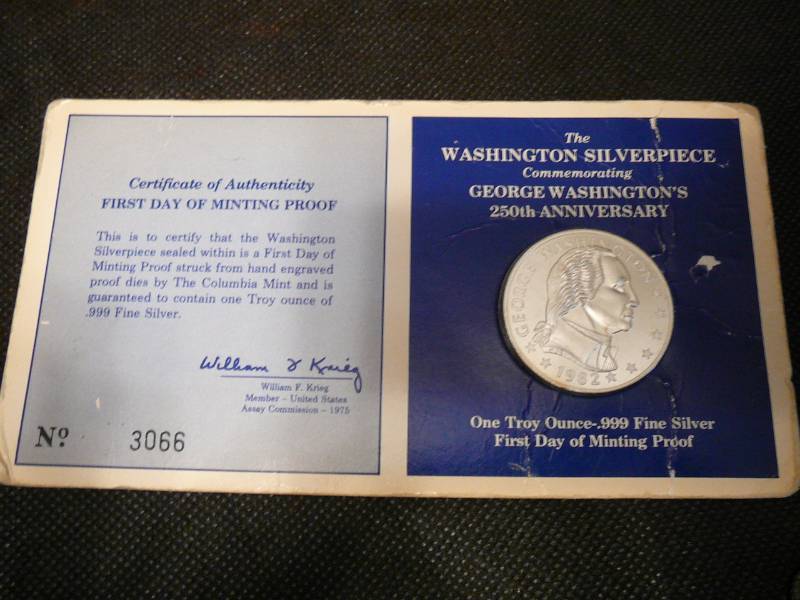 Certificate of Authenticity
FIRST DAY OF MINTING PROOF
This is to certify that the Washington
Silverpiece sealed within is a First Day of
Minting Proof struck from hand engraved
proof dies by The Columbia Mint and is
guaranteed to contain one Troy ounce of
.999 Fine Silver.
William F Krieg
William F. Krieg
Member - United States
Assay Commission - 1975
No. 3066
The
WASHINGTON SILVERPIECE
Commemorating
GEORGE WASHINGTON'S
250th ANNIVERSARY
GEORGE WASHINGTON
1982
One Troy Ounce-.999 Fine Silver
First Day of Minting Proof